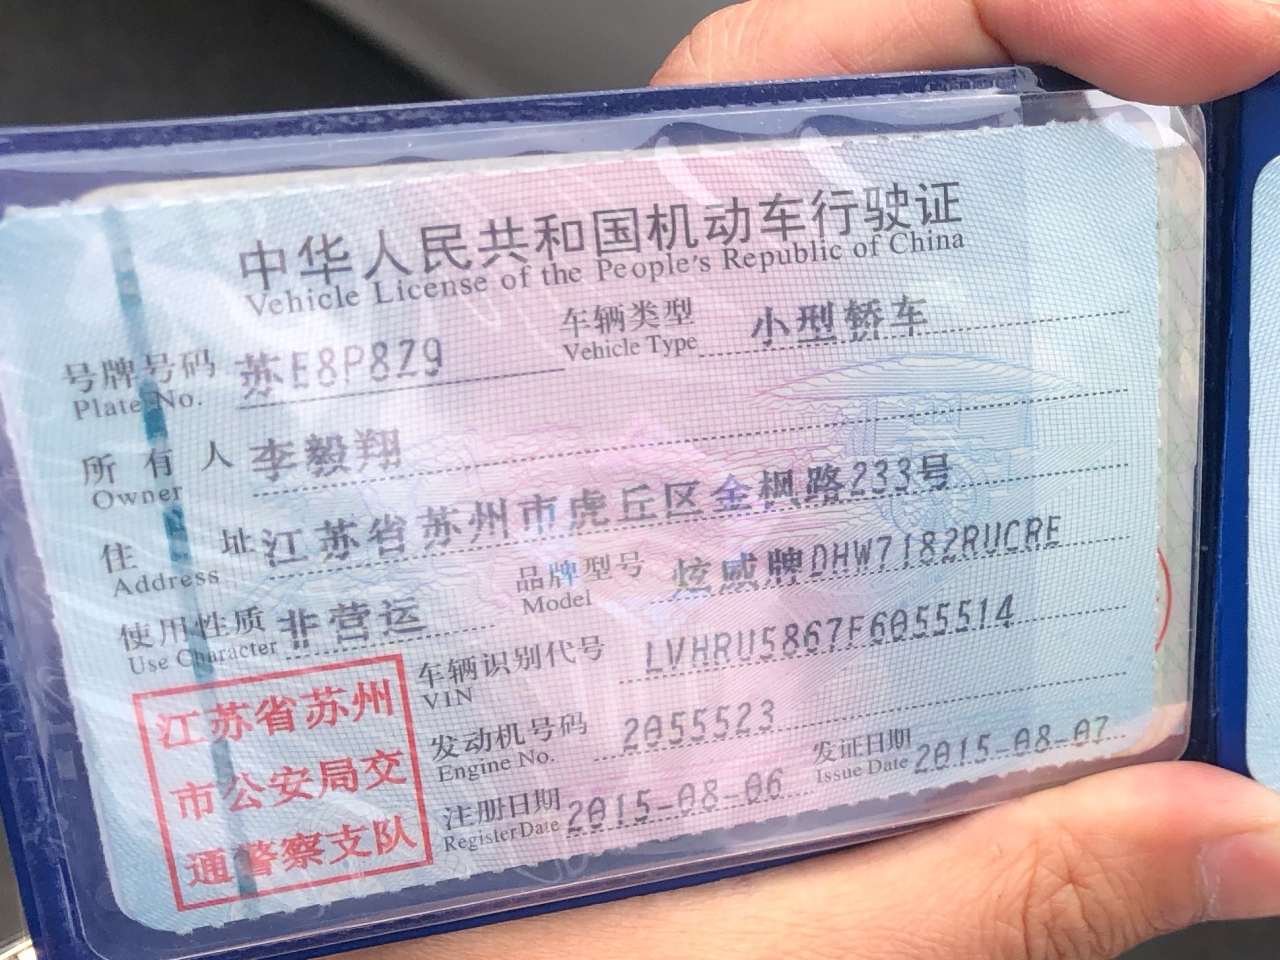 中华人民共和国机动车行驶证
Vehicle License of the People's Republic of China
号牌号码 苏E8P8Z9 车辆类型 小型轿车
Plate No. Vehicle Type
所有人 李毅翔
Owner
住址 江苏省苏州市虎丘区金枫路233号
Address
使用性质 非营运 品牌型号 炫威牌DHW7182RUCRE
Use Character Model
车辆识别代号 LVHRU5867F6055514
VIN
发动机号码 2055523
Engine No.
发证日期 2015-08-07
Issue Date
注册日期 2015-08-06
Register Date
江苏省苏州
市公安局交
通警察支队